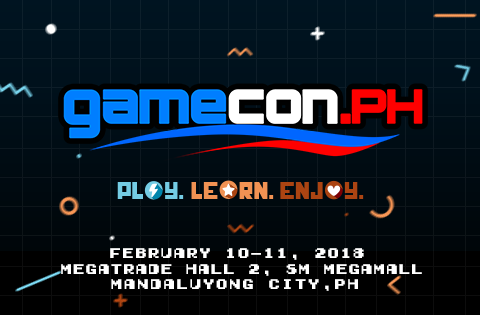 gamecon.PH
PLAY. LEARN. ENJOY.
FEBRUARY 10-11, 2018
MEGATRADE HALL 2, SM MEGAMALL
MANDALUYONG CITY,PH